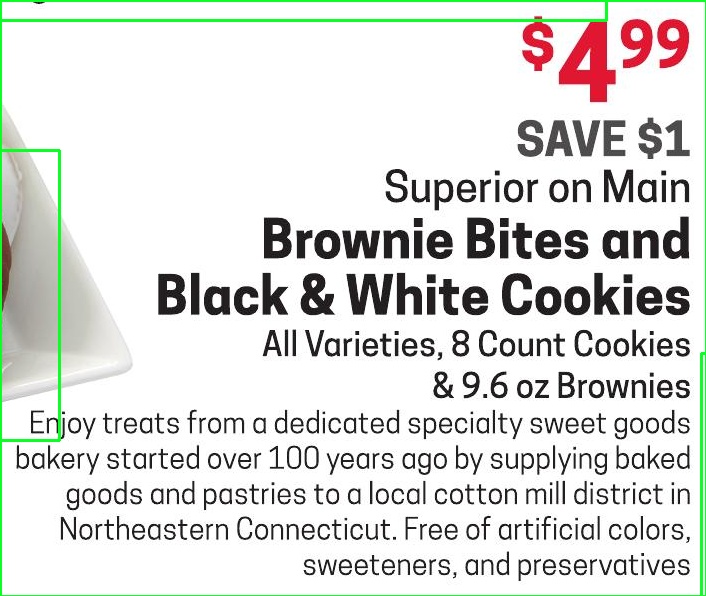 $4.99
SAVE $1
Superior on Main
Brownie Bites and
Black & White Cookies
All Varieties, 8 Count Cookies
& 9.6 oz Brownies
Enjoy treats from a dedicated specialty sweet goods
bakery started over 100 years ago by supplying baked
goods and pastries to a local cotton mill district in
Northeastern Connecticut. Free of artificial colors,
sweeteners, and preservatives